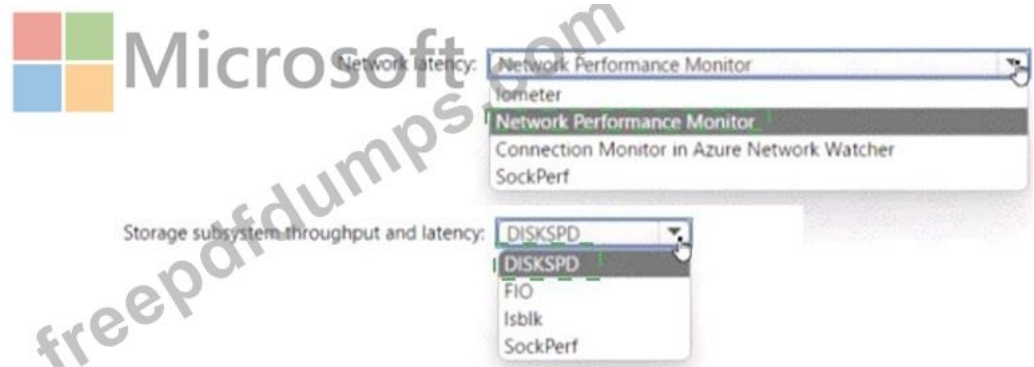 Microsoft
freepdfdumps.com
Network latency: Network Performance Monitor
Iometer
Network Performance Monitor
Connection Monitor in Azure Network Watcher
SockPerf
Storage subsystem throughput and latency: DISKSPD
DISKSPD
FIO
lsblk
SockPerf